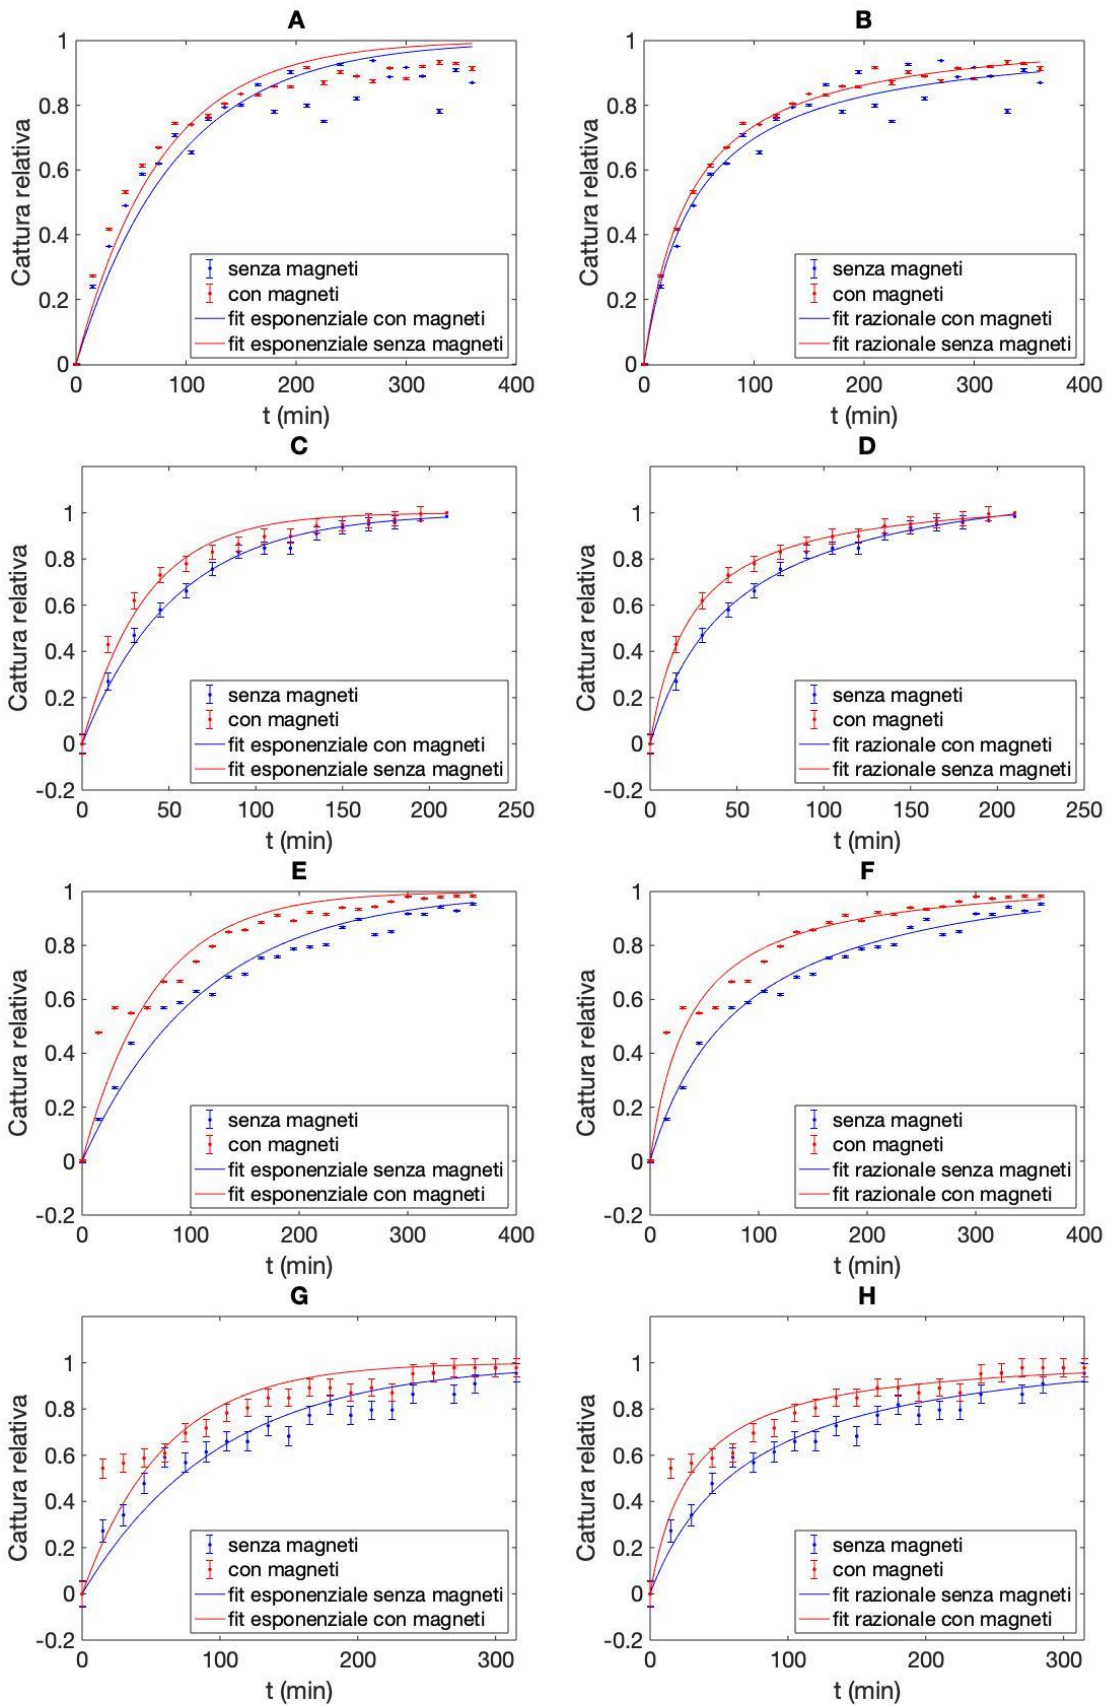 A
Cattura relativa
1
0.8
0.6
0.4
0.2
0
0 100 200 300 400
t (min)
senza magneti
con magneti
fit esponenziale con magneti
fit esponenziale senza magneti
B
Cattura relativa
1
0.8
0.6
0.4
0.2
0
0 100 200 300 400
t (min)
senza magneti
con magneti
fit razionale con magneti
fit razionale senza magneti
C
Cattura relativa
1
0.8
0.6
0.4
0.2
0
-0.2
0 50 100 150 200 250
t (min)
senza magneti
con magneti
fit esponenziale con magneti
fit esponenziale senza magneti
D
Cattura relativa
1
0.8
0.6
0.4
0.2
0
-0.2
0 50 100 150 200 250
t (min)
senza magneti
con magneti
fit razionale con magneti
fit razionale senza magneti
E
Cattura relativa
1
0.8
0.6
0.4
0.2
0
-0.2
0 100 200 300 400
t (min)
senza magneti
con magneti
fit esponenziale senza magneti
fit esponenziale con magneti
F
Cattura relativa
1
0.8
0.6
0.4
0.2
0
-0.2
0 100 200 300 400
t (min)
senza magneti
con magneti
fit razionale senza magneti
fit razionale con magneti
G
Cattura relativa
1
0.8
0.6
0.4
0.2
0
-0.2
0 100 200 300
t (min)
senza magneti
con magneti
fit esponenziale senza magneti
fit esponenziale con magneti
H
Cattura relativa
1
0.8
0.6
0.4
0.2
0
-0.2
0 100 200 300
t (min)
senza magneti
con magneti
fit razionale senza magneti
fit razionale con magneti